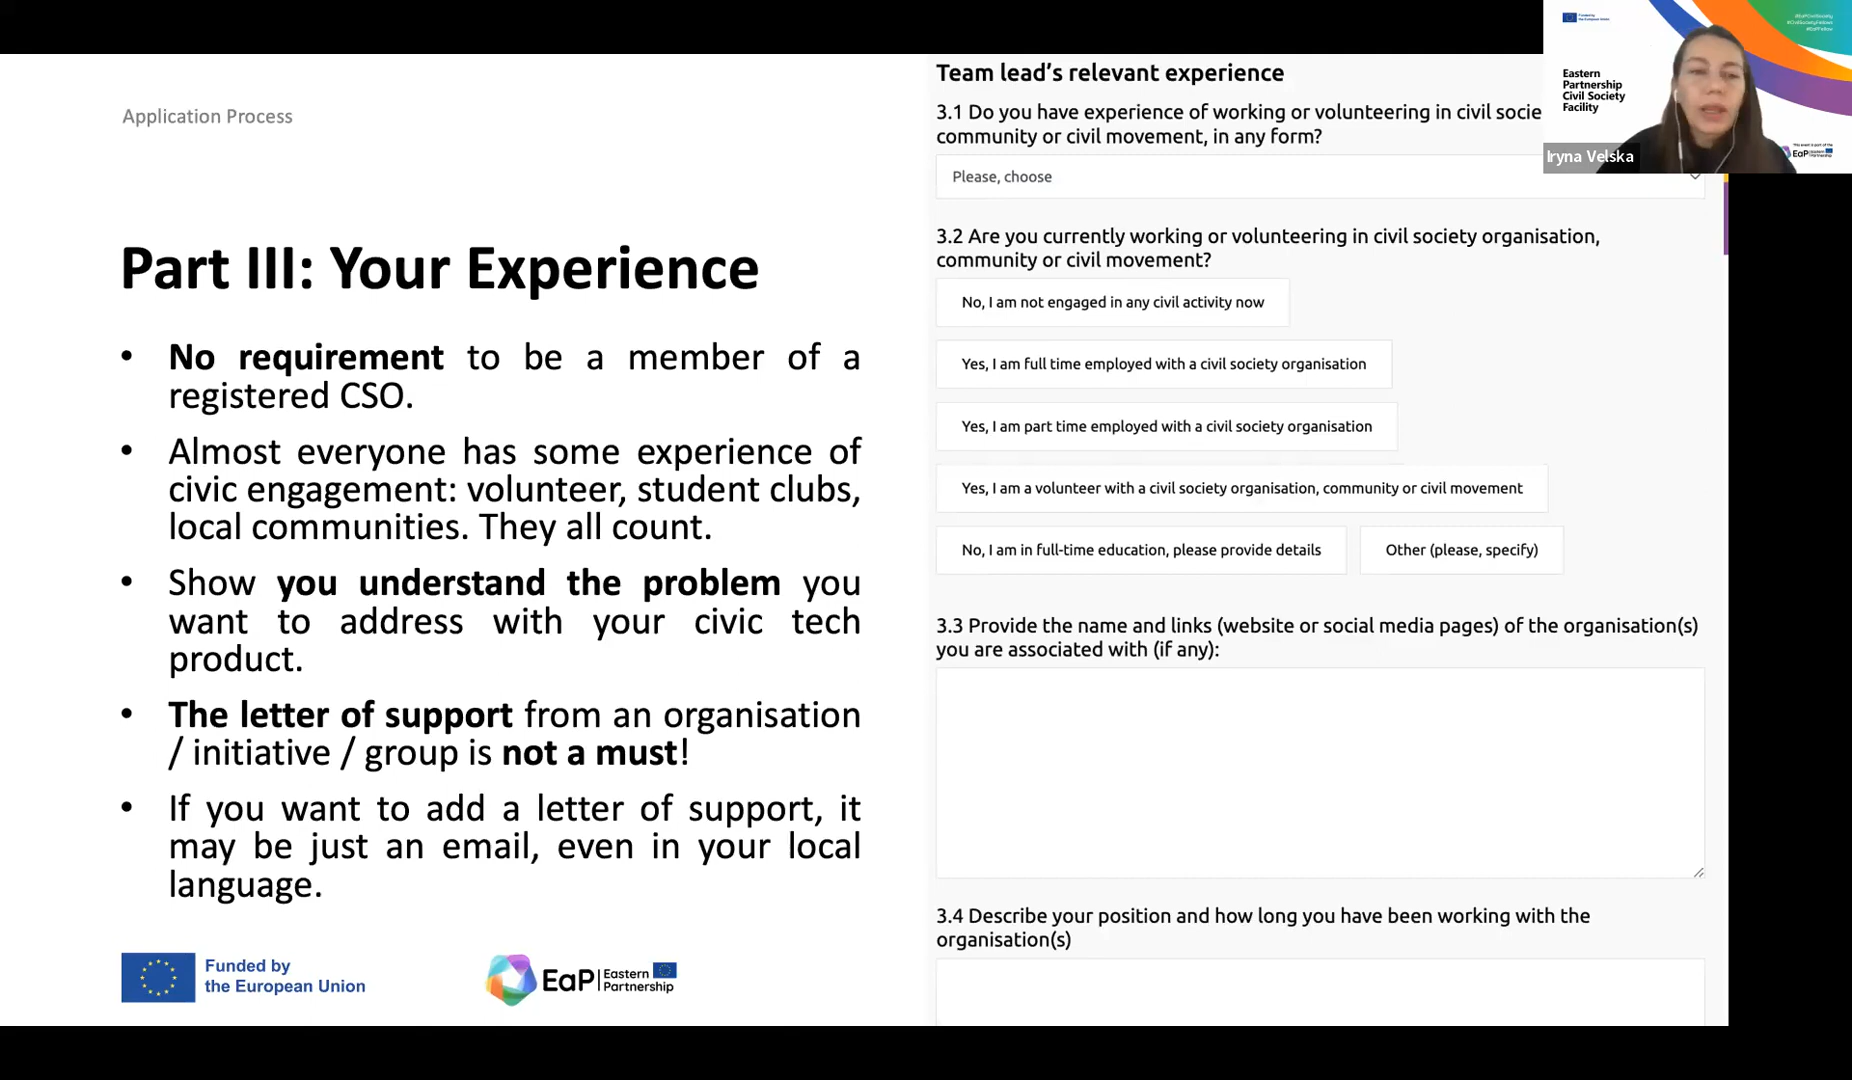 Application Process
Part III: Your Experience
• No requirement to be a member of a
registered CSO.
• Almost everyone has some experience of
civic engagement: volunteer, student clubs,
local communities. They all count.
• Show you understand the problem you
want to address with your civic tech
product.
• The letter of support from an organisation
/ initiative / group is not a must!
• If you want to add a letter of support, it
may be just an email, even in your local
language.
Funded by
the European Union
EaP
Eastern
Partnership
Team lead’s relevant experience
3.1 Do you have experience of working or volunteering in civil socie
community or civil movement, in any form?
Please, choose
3.2 Are you currently working or volunteering in civil society organisation,
community or civil movement?
No, I am not engaged in any civil activity now
Yes, I am full time employed with a civil society organisation
Yes, I am part time employed with a civil society organisation
Yes, I am a volunteer with a civil society organisation, community or civil movement
No, I am in full-time education, please provide details
Other (please, specify)
3.3 Provide the name and links (website or social media pages) of the organisation(s)
you are associated with (if any):
3.4 Describe your position and how long you have been working with the
organisation(s)
Funded by
the European Union
Eastern
Partnership
Civil Society
Facility
Iryna Velska
EaP